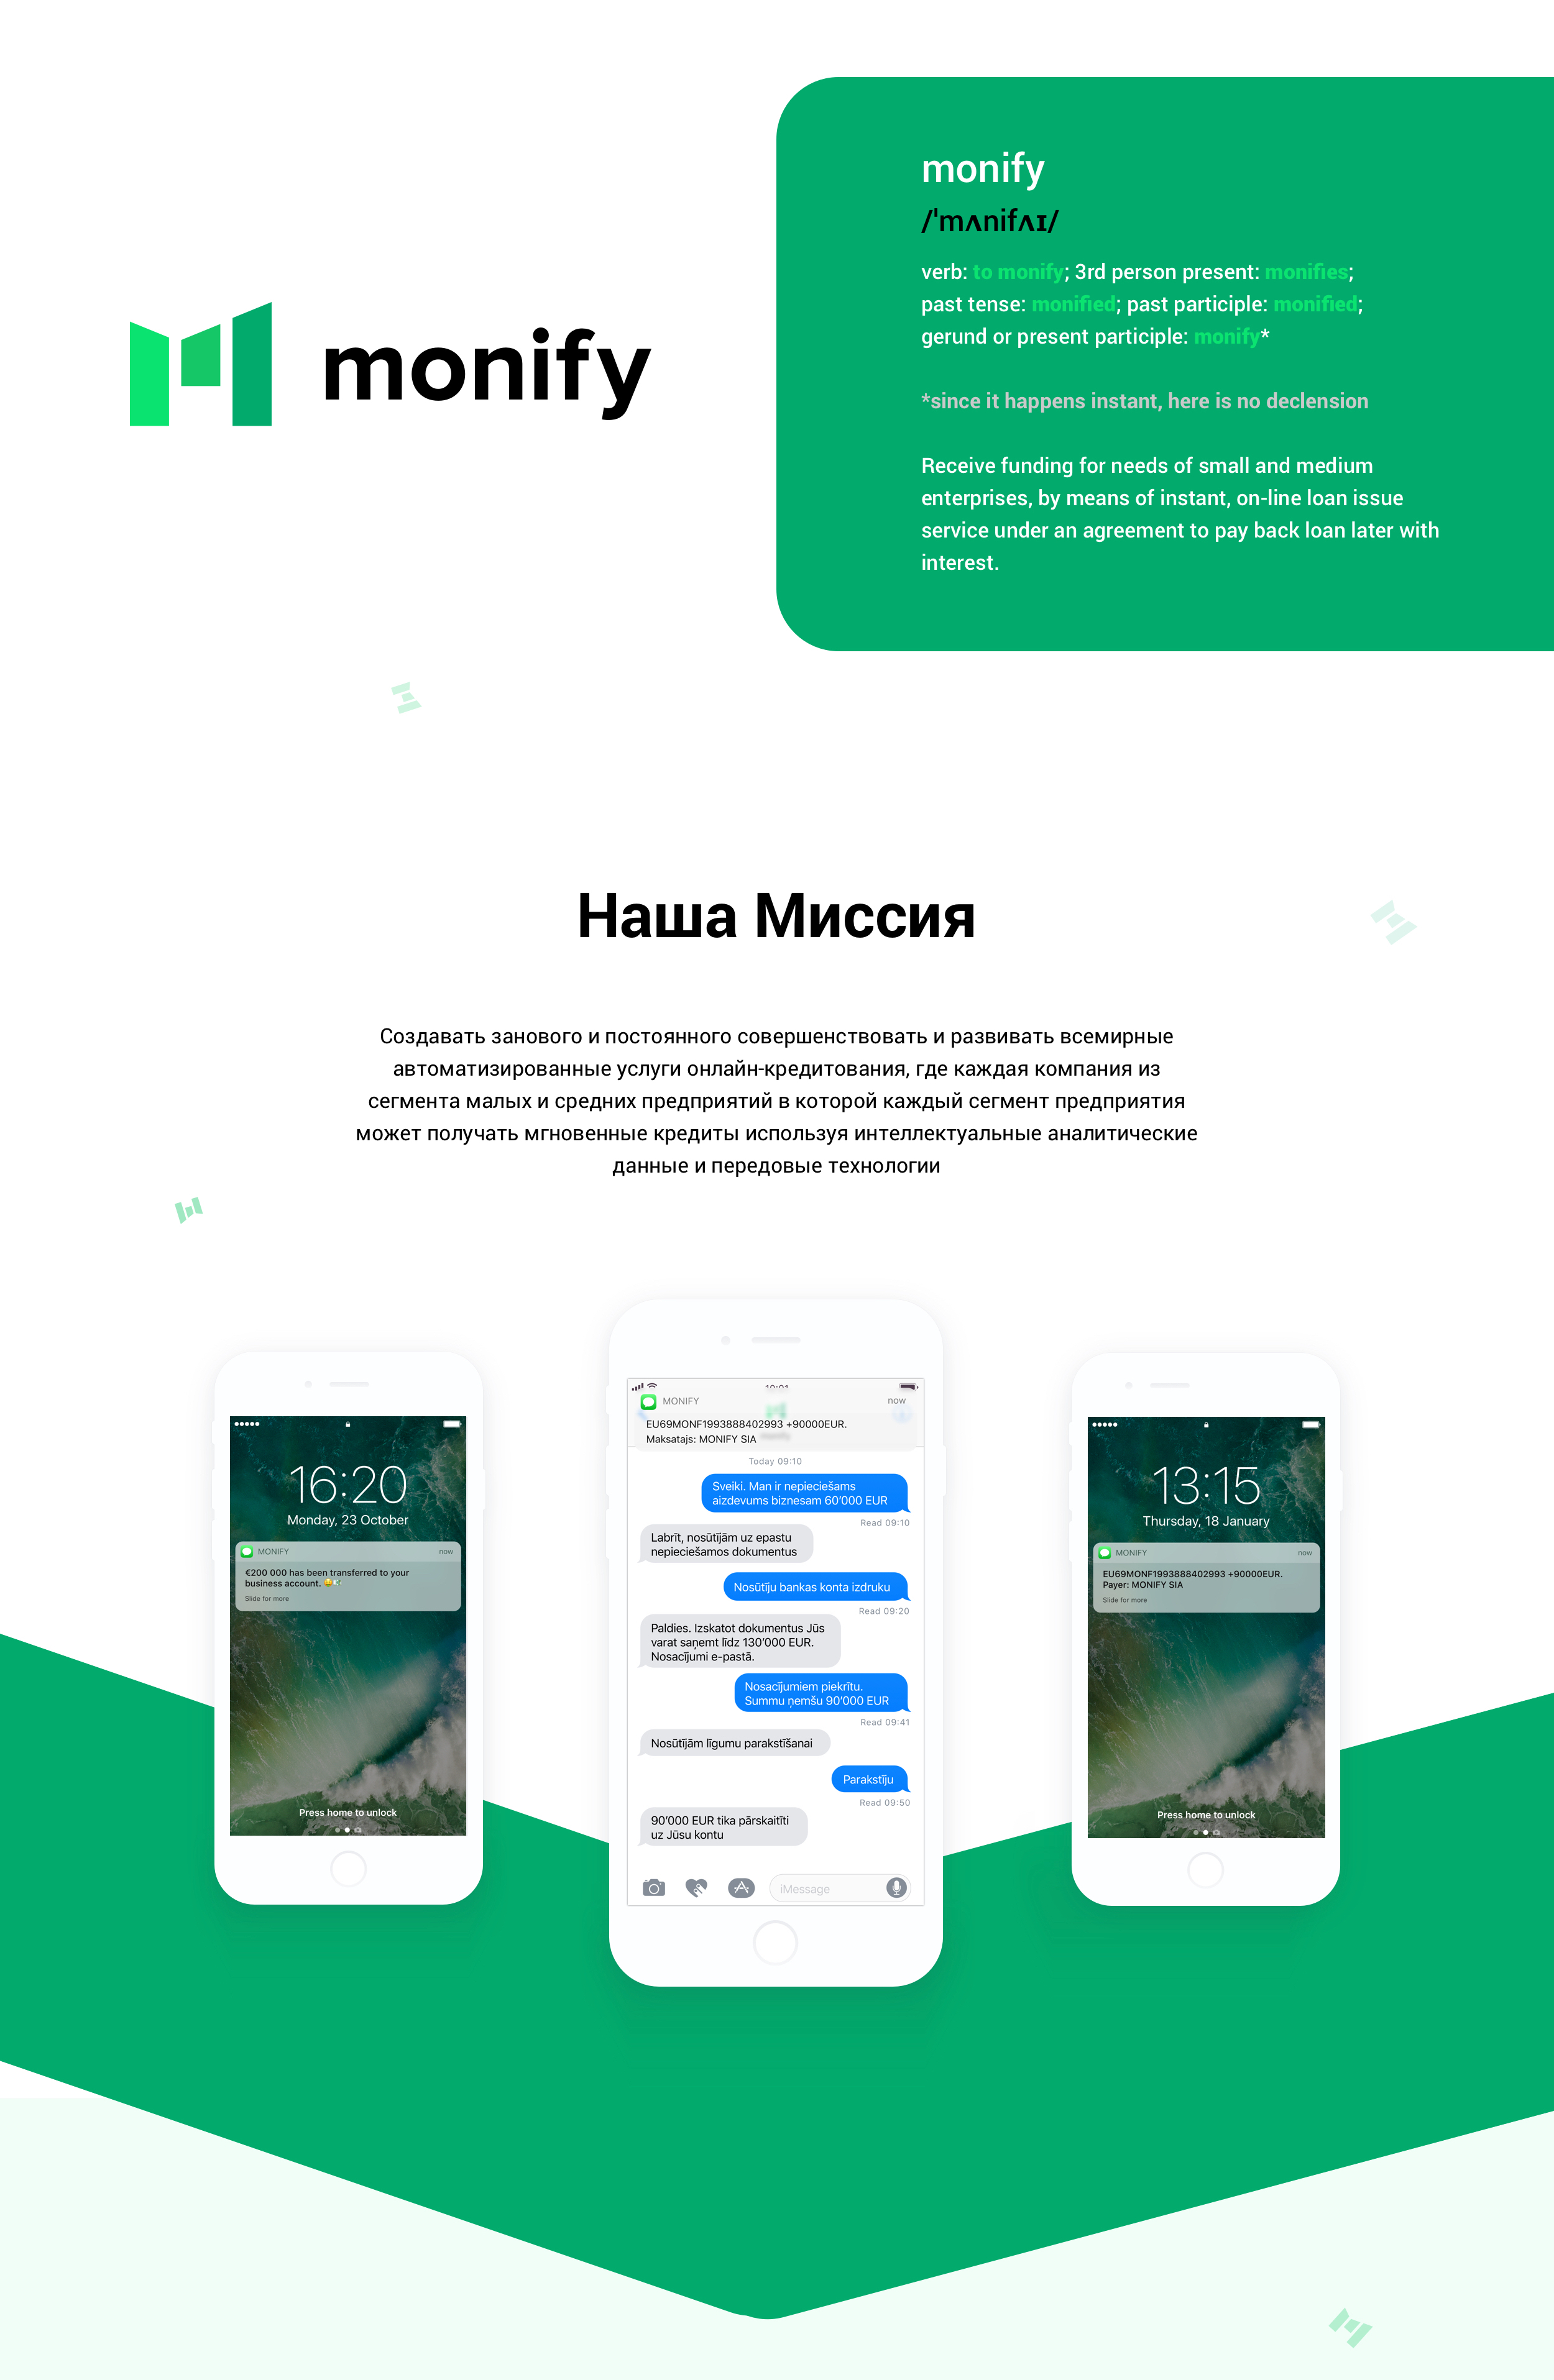 monify
monify
/ˈmʌnifʌɪ/
verb: to monify; 3rd person present: monifies;
past tense: monified; past participle: monified;
gerund or present participle: monify*
*since it happens instant, here is no declension
Receive funding for needs of small and medium
enterprises, by means of instant, on-line loan issue
service under an agreement to pay back loan later with
interest.
Наша Миссия
Создавать занового и постоянного совершенствовать и развивать всемирные
автоматизированные услуги онлайн-кредитования, где каждая компания из
сегмента малых и средних предприятий в которой каждый сегмент предприятия
может получать мгновенные кредиты используя интеллектуальные аналитические
данные и передовые технологии
16:20
Monday, 23 October
MONIFY now
€200 000 has been transferred to your
business account. 
Slide for more
Press home to unlock
MONIFY now
EU69MONF1993888402993 +90000EUR.
Maksatajs: MONIFY SIA
Today 09:10
Sveiki. Man ir nepieciešams
aizdevums biznesam 60’000 EUR
Read 09:10
Labrīt, nosūtījām uz epastu
nepieciešamos dokumentus
Nosūtīju bankas konta izdruku
Read 09:20
Paldies. Izskatot dokumentus Jūs
varat saņemt līdz 130’000 EUR.
Nosacījumi e-pastā.
Nosacījumiem piekrītu.
Summu ņemšu 90’000 EUR
Read 09:41
Nosūtījām līgumu parakstīšanai
Parakstīju
Read 09:50
90’000 EUR tika pārskaitīti
uz Jūsu kontu
iMessage
13:15
Thursday, 18 January
MONIFY now
EU69MONF1993888402993 +90000EUR.
Payer: MONIFY SIA
Slide for more
Press home to unlock